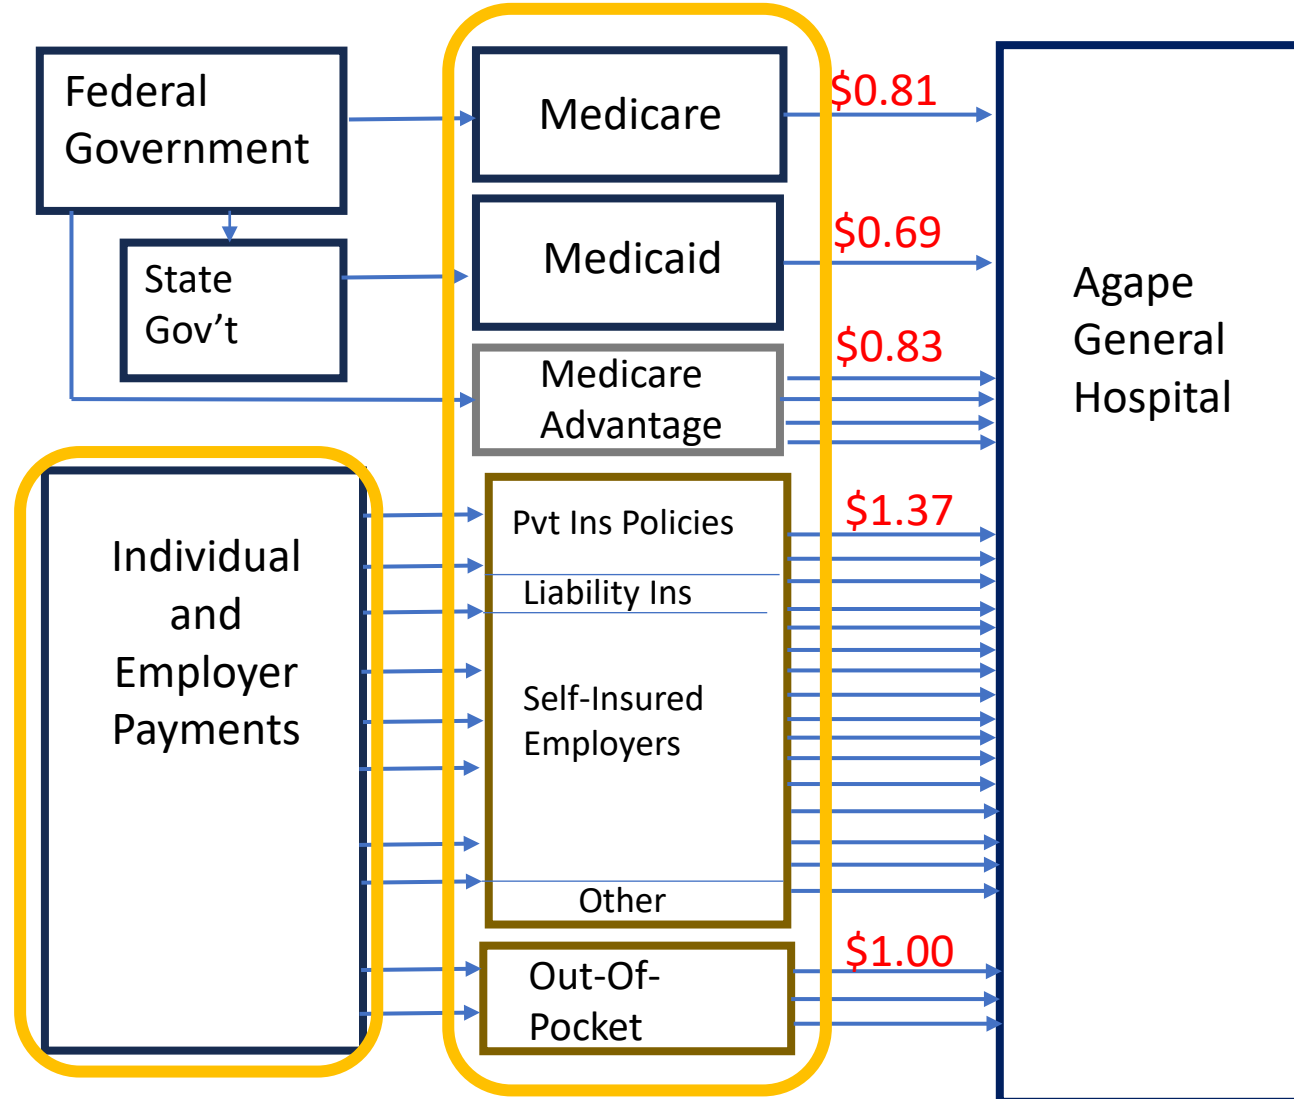 Federal
Government
Medicare
$0.81
State
Gov’t
Medicaid
$0.69
Medicare
Advantage
$0.83
Agape
General
Hospital
Individual
and
Employer
Payments
Pvt Ins Policies
$1.37
Liability Ins
Self-Insured
Employers
Other
Out-Of-
Pocket
$1.00